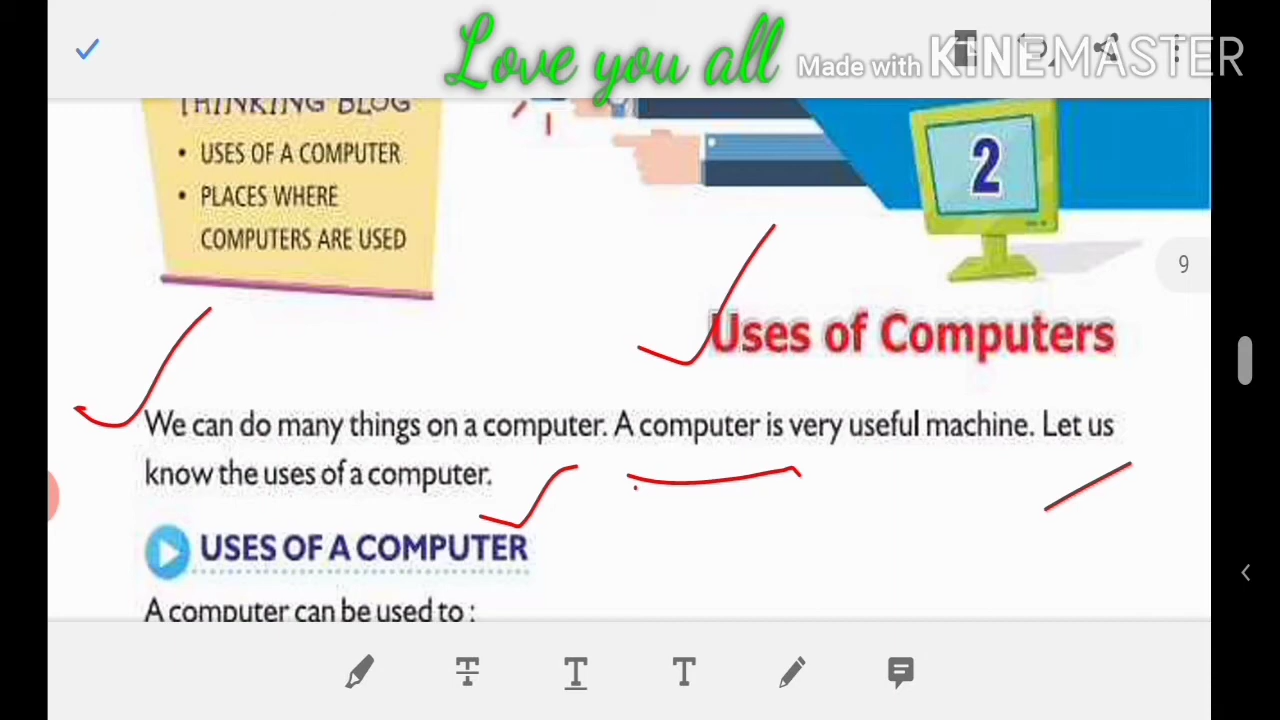 Love you all
Made with KINEMASTER
THINKING BLOG
• USES OF A COMPUTER
• PLACES WHERE
COMPUTERS ARE USED
2
9
Uses of Computers
We can do many things on a computer. A computer is very useful machine. Let us
know the uses of a computer.
USES OF A COMPUTER
A computer can be used to :